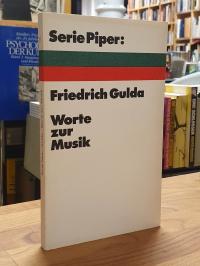 Serie Piper:
Friedrich Gulda
Worte
zur
Musik
PSYCHO
DER KU